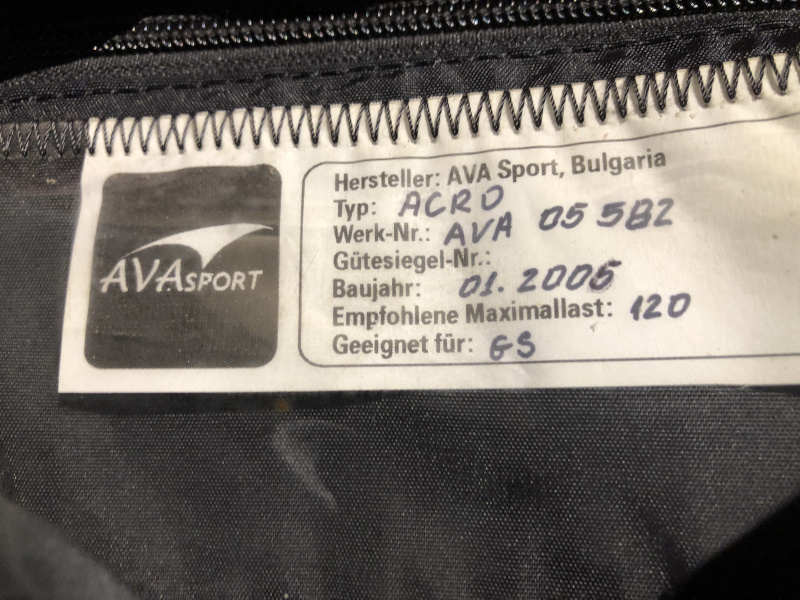 AVASPORT
Hersteller: AVA Sport, Bulgaria
Typ: ACRO
Werk-Nr.: AVA 05 582
Gütesiegel-Nr.:
Baujahr: 01. 2005
Empfohlene Maximallast: 120
Geeignet für: GS